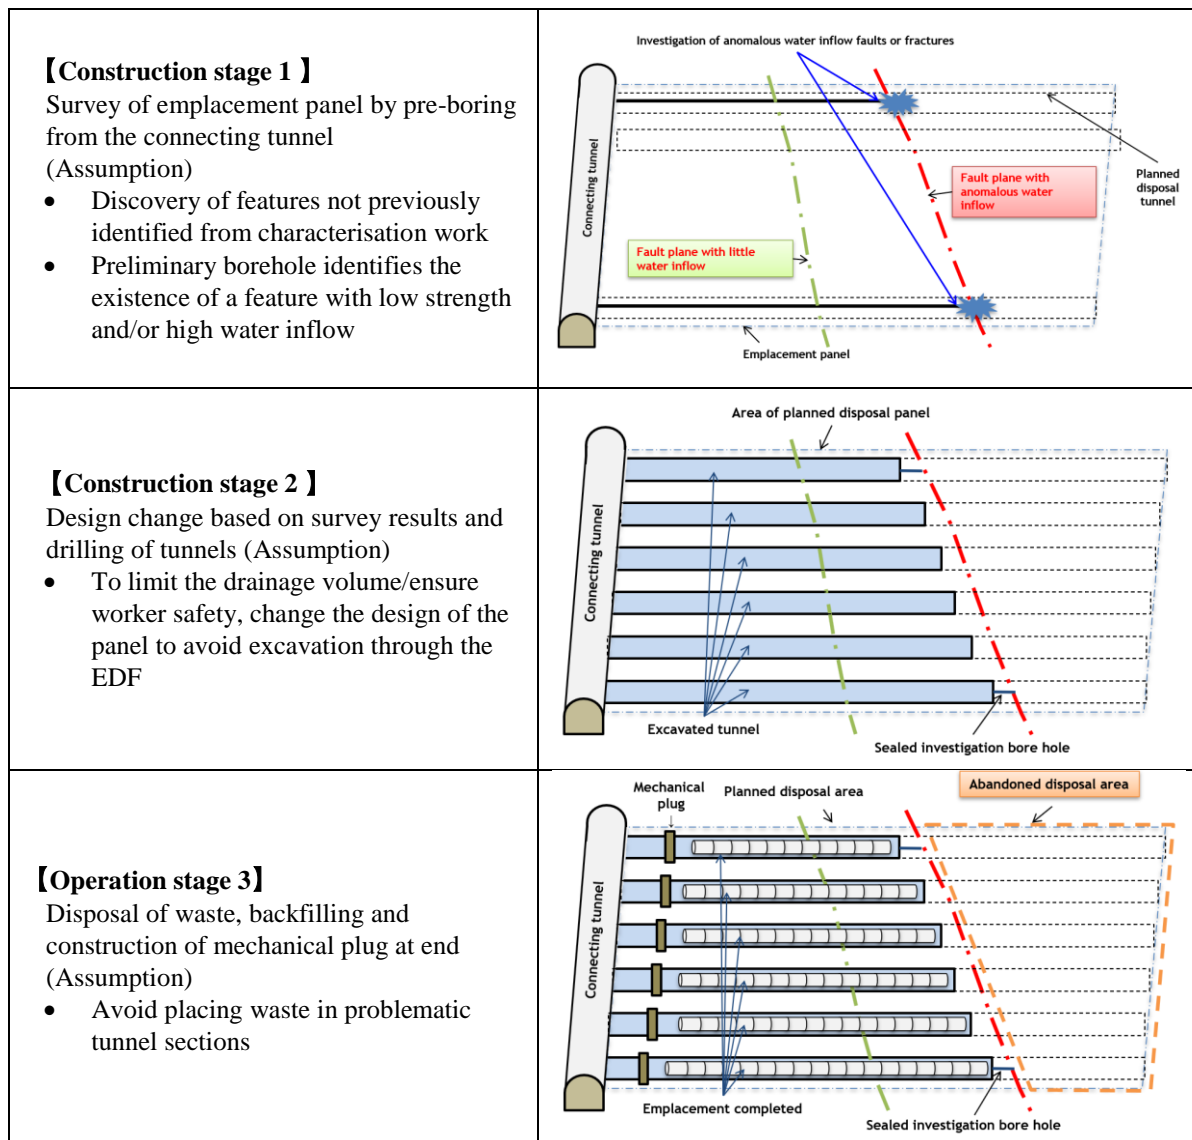 【Construction stage 1 】
Survey of emplacement panel by pre-boring
from the connecting tunnel
(Assumption)
• Discovery of features not previously
identified from characterisation work
• Preliminary borehole identifies the
existence of a feature with low strength
and/or high water inflow
Investigation of anomalous water inflow faults or fractures
Connecting tunnel
Fault plane with
anomalous water
inflow
Planned
disposal
tunnel
Fault plane with little
water inflow
Emplacement panel
【Construction stage 2 】
Design change based on survey results and
drilling of tunnels (Assumption)
• To limit the drainage volume/ensure
worker safety, change the design of the
panel to avoid excavation through the
EDF
Area of planned disposal panel
Connecting tunnel
Excavated tunnel
Sealed investigation bore hole
【Operation stage 3】
Disposal of waste, backfilling and
construction of mechanical plug at end
(Assumption)
• Avoid placing waste in problematic
tunnel sections
Mechanical
plug
Planned disposal area
Abandoned disposal area
Connecting tunnel
Emplacement completed
Sealed investigation bore hole